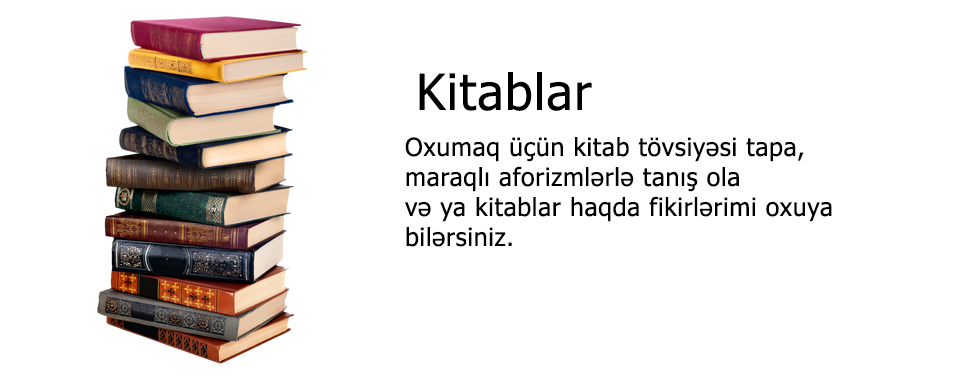 Kitablar
Oxumaq üçün kitab tövsiyəsi tapa,
maraqlı aforizmlərlə tanış ola
və ya kitablar haqda fikirlərimi oxuya
bilərsiniz.